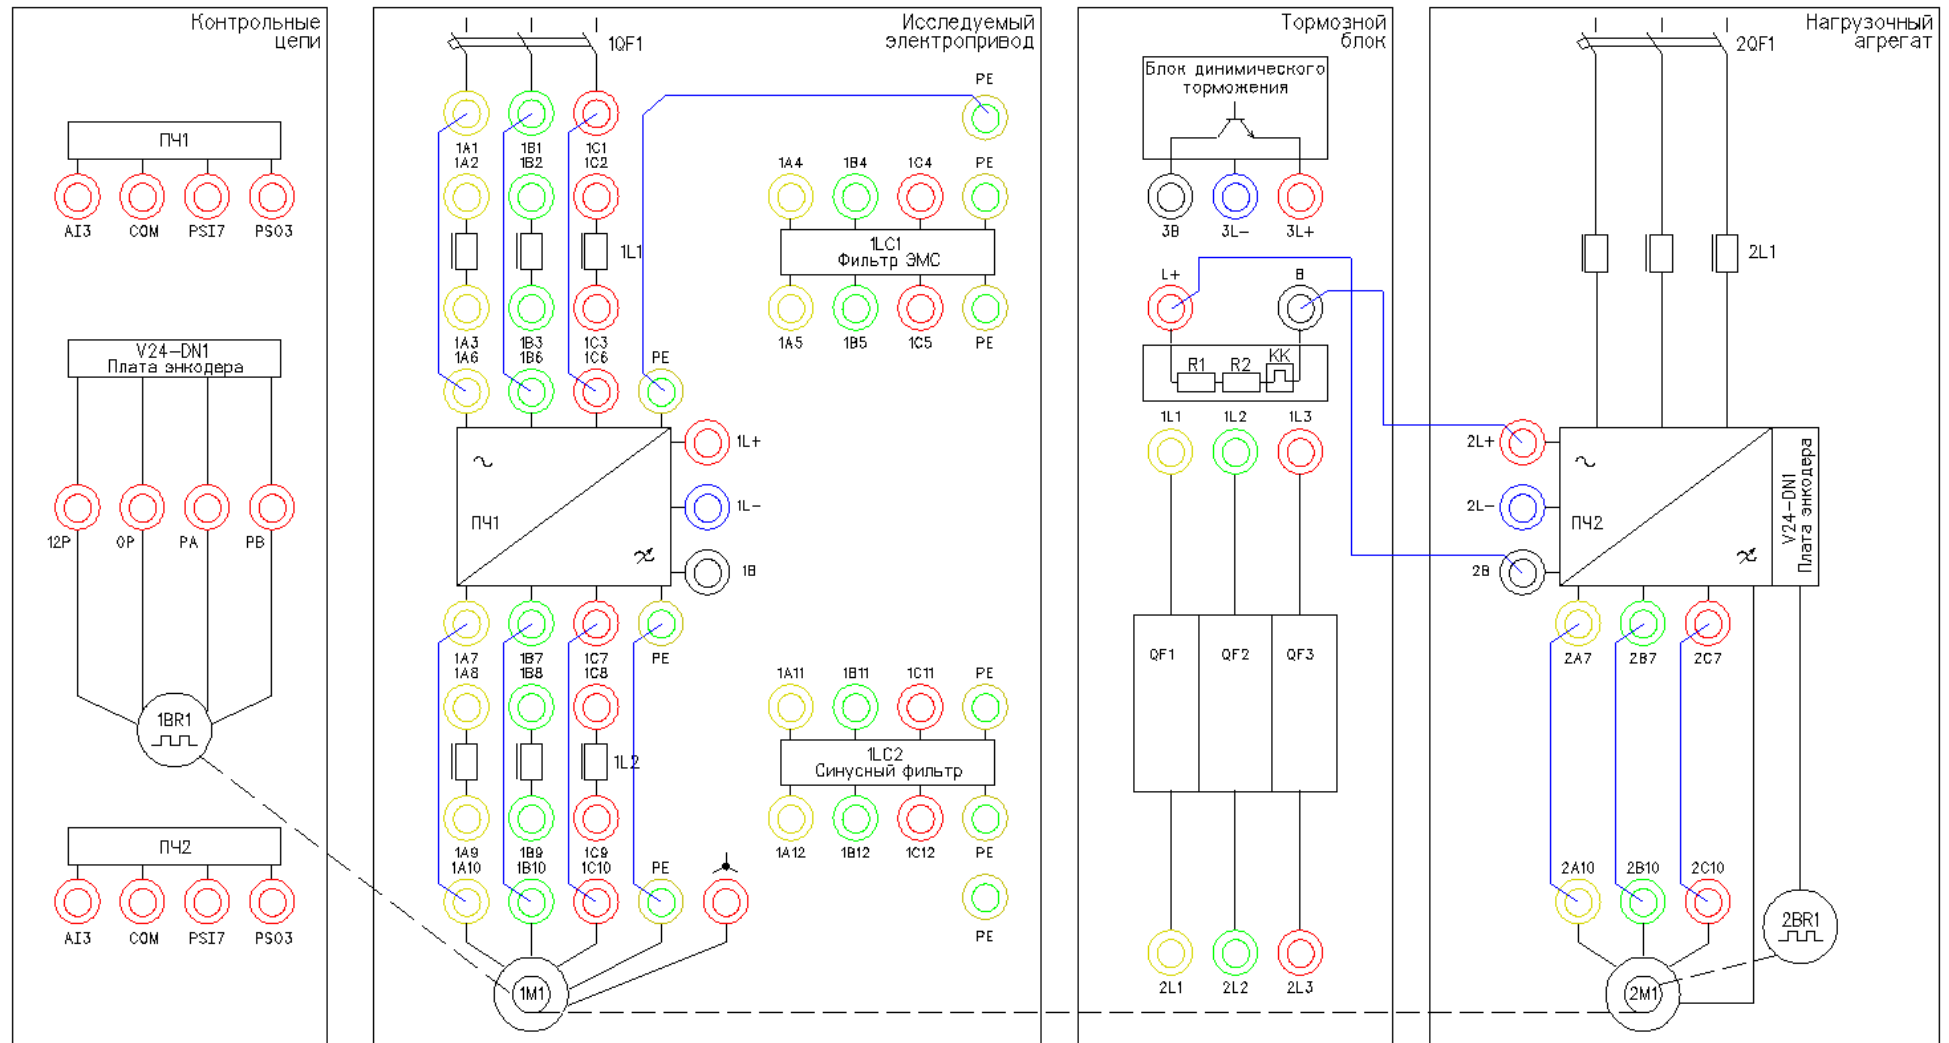 Контрольные
цепи
ПЧ1
AI3 COM PSI7 PSO3
V24-DN1
Плата энкодера
12P 0P PA PB
1BR1
ПЧ2
AI3 COM PSI7 PSO3
Исследуемый
электропривод
1QF1
PE
1A1 1B1 1C1
1A2 1B2 1C2
1A4 1B4 1C4 PE
1L1
1LC1
Фильтр ЭМС
1A3 1B3 1C3
1A5 1B5 1C5 PE
1A6 1B6 1C6 PE
1L+
1L-
ПЧ1
1B
1A7 1B7 1C7 PE
1A8 1B8 1C8
1A11 1B11 1C11 PE
1L2
1LC2
Синусный фильтр
1A9 1B9 1C9
1A12 1B12 1C12 PE
1A10 1B10 1C10 PE
PE
1M1
Тормозной
блок
Блок динимического
торможения
3B 3L- 3L+
L+ B
R1 R2 KK
1L1 1L2 1L3
QF1 QF2 QF3
2L1 2L2 2L3
Нагрузочный
агрегат
2QF1
2L1
2L+
2L-
ПЧ2
2B
V24-DN1
Плата энкодера
2A7 2B7 2C7
2A10 2B10 2C10
2BR1
2M1